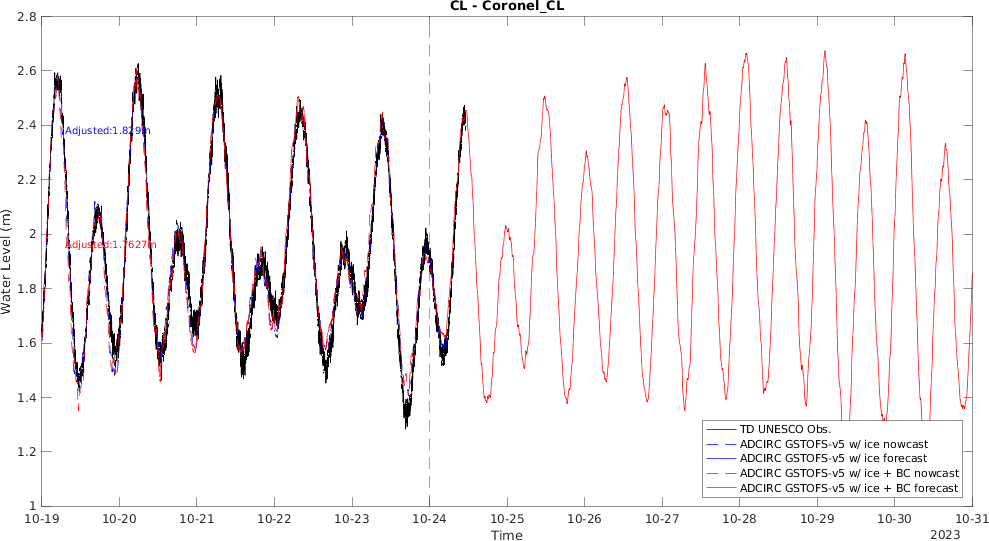 CL - Coronel_CL
2.8
2.6
2.4
2.2
2
1.8
1.6
1.4
1.2
1
Water Level (m)
Adjusted:1.829m
Adjusted:1.7627m
TD UNESCO Obs.
ADCIRC GSTOFS-v5 w/ ice nowcast
ADCIRC GSTOFS-v5 w/ ice forecast
ADCIRC GSTOFS-v5 w/ ice + BC nowcast
ADCIRC GSTOFS-v5 w/ ice + BC forecast
10-19 10-20 10-21 10-22 10-23 10-24 10-25 10-26 10-27 10-28 10-29 10-30 10-31
Time
2023